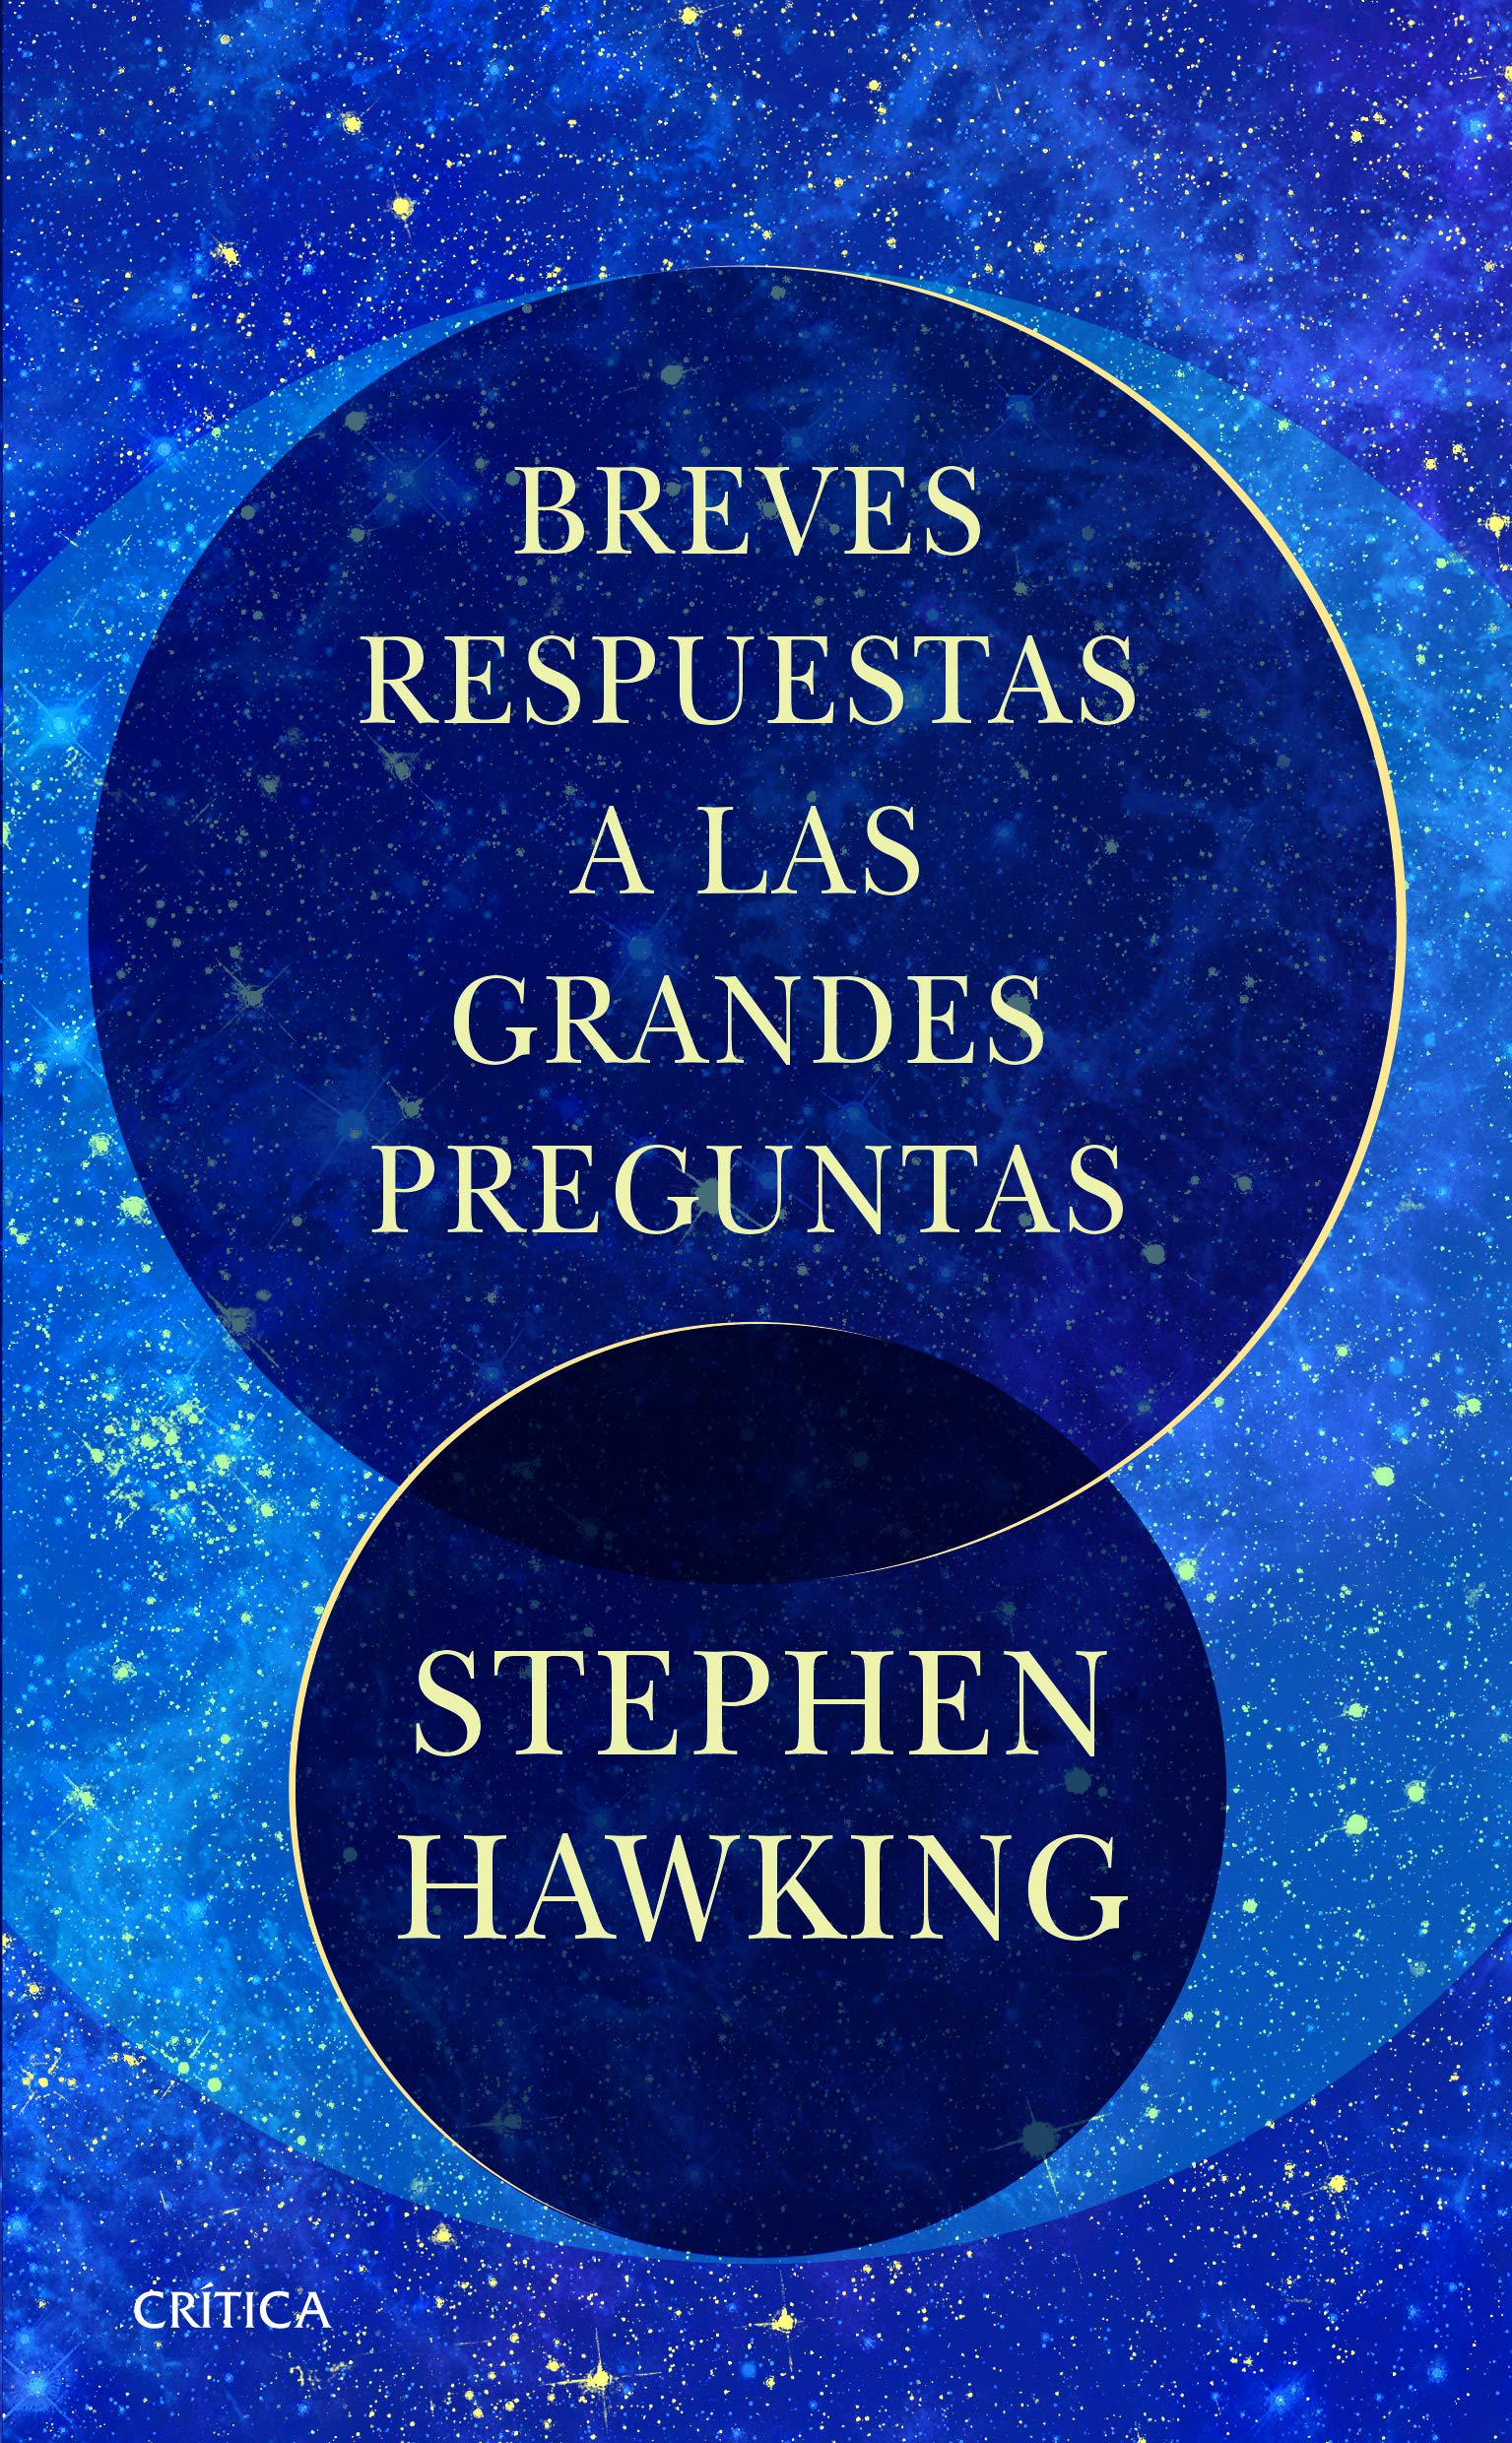 BREVES
RESPUESTAS
A LAS
GRANDES
PREGUNTAS
STEPHEN
HAWKING
CRÍTICA